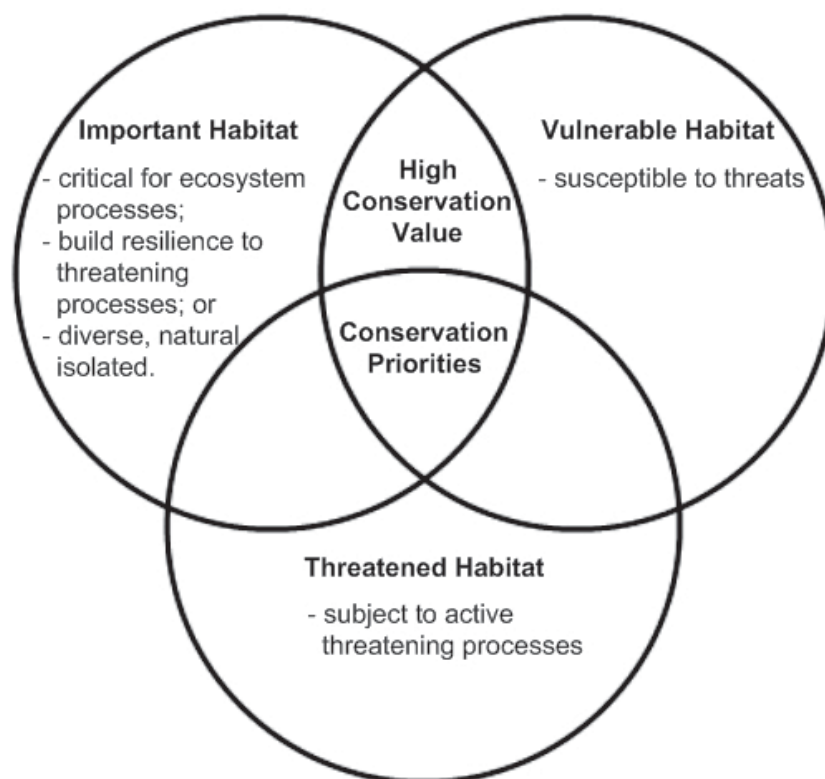 Important Habitat
- critical for ecosystem
processes;
- build resilience to
threatening
processes; or
- diverse, natural
isolated.
High
Conservation
Value
Vulnerable Habitat
- susceptible to threats
Conservation
Priorities
Threatened Habitat
- subject to active
threatening processes